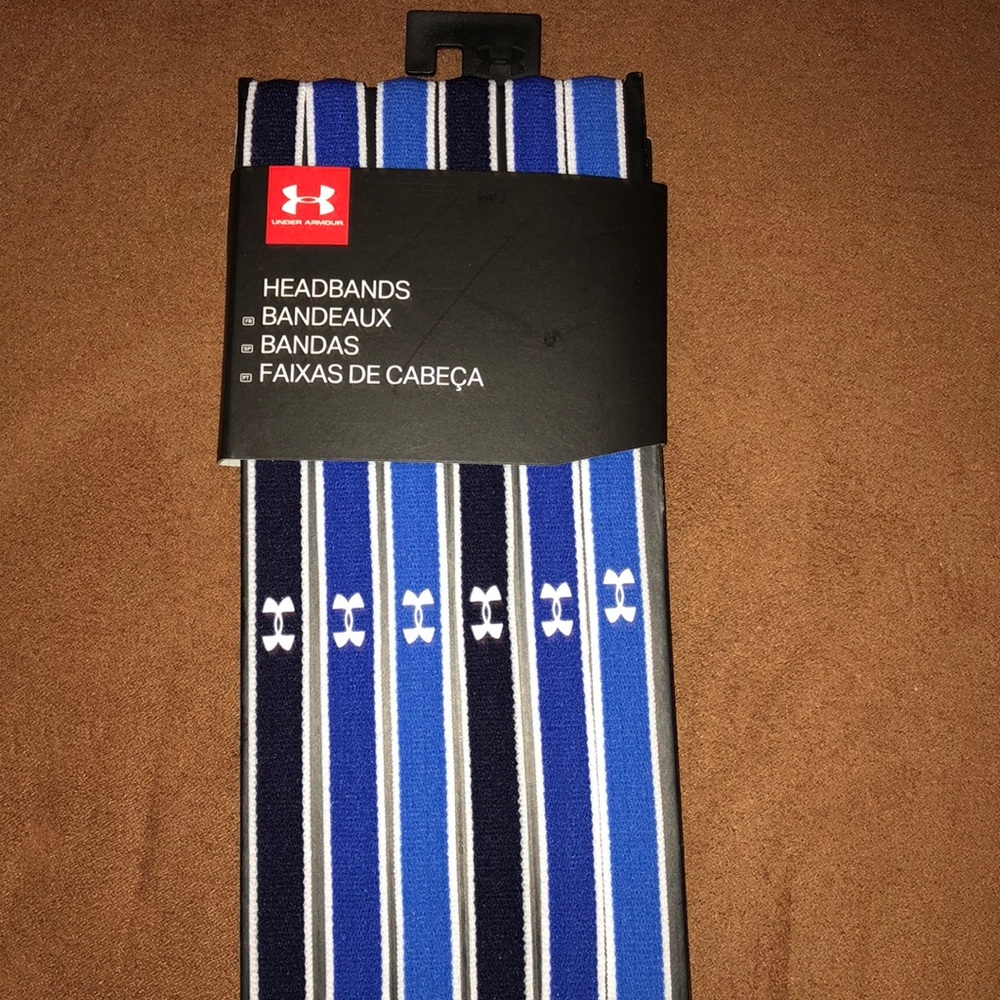 UNDER ARMOUR
HEADBANDS
FR BANDEAUX
SP BANDAS
PT FAIXAS DE CABEÇA